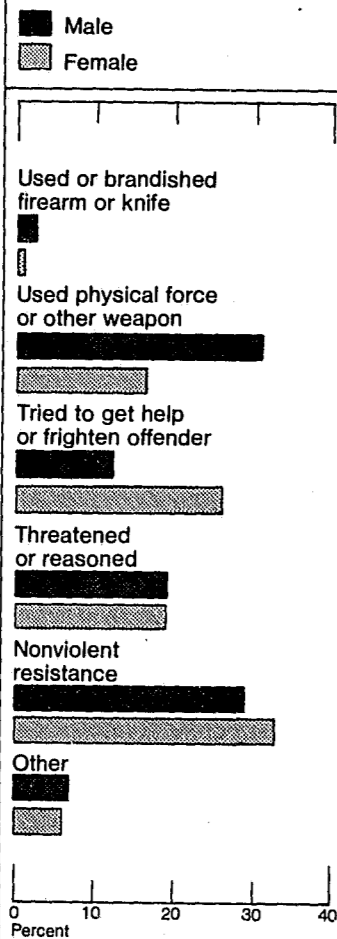 Male
Female
Used or brandished
firearm or knife
Used physical force
or other weapon
Tried to get help
or frighten offender
Threatened
or reasoned
Nonviolent
resistance
Other
0 10 20 30 40
Percent